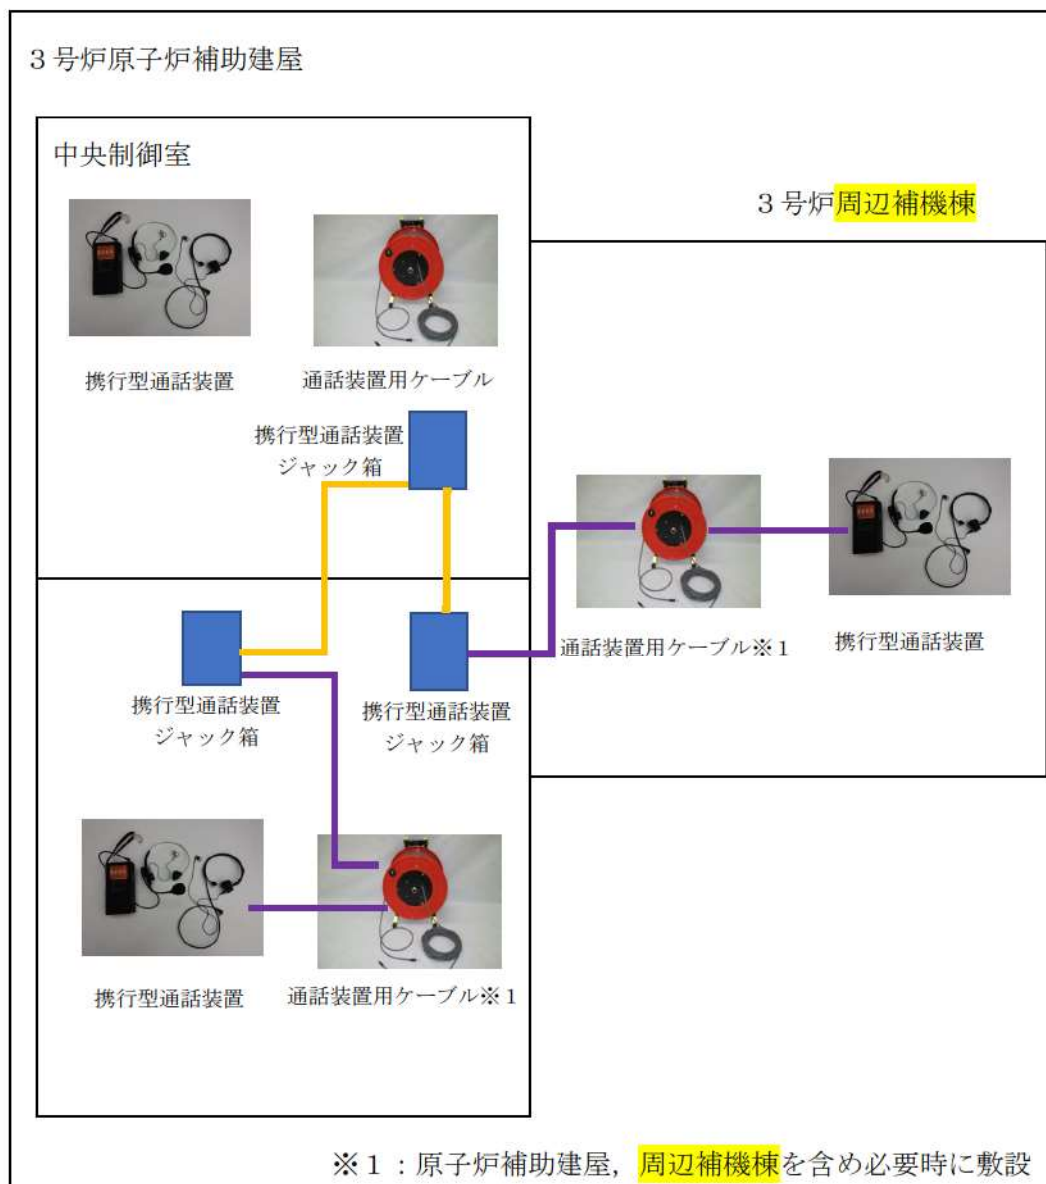 3号炉原子炉補助建屋
中央制御室
3号炉周辺補機棟
携行型通話装置
通話装置用ケーブル
携行型通話装置
ジャック箱
通話装置用ケーブル※1
携行型通話装置
携行型通話装置
ジャック箱
携行型通話装置
ジャック箱
携行型通話装置
通話装置用ケーブル※1
※1：原子炉補助建屋，周辺補機棟を含め必要時に敷設